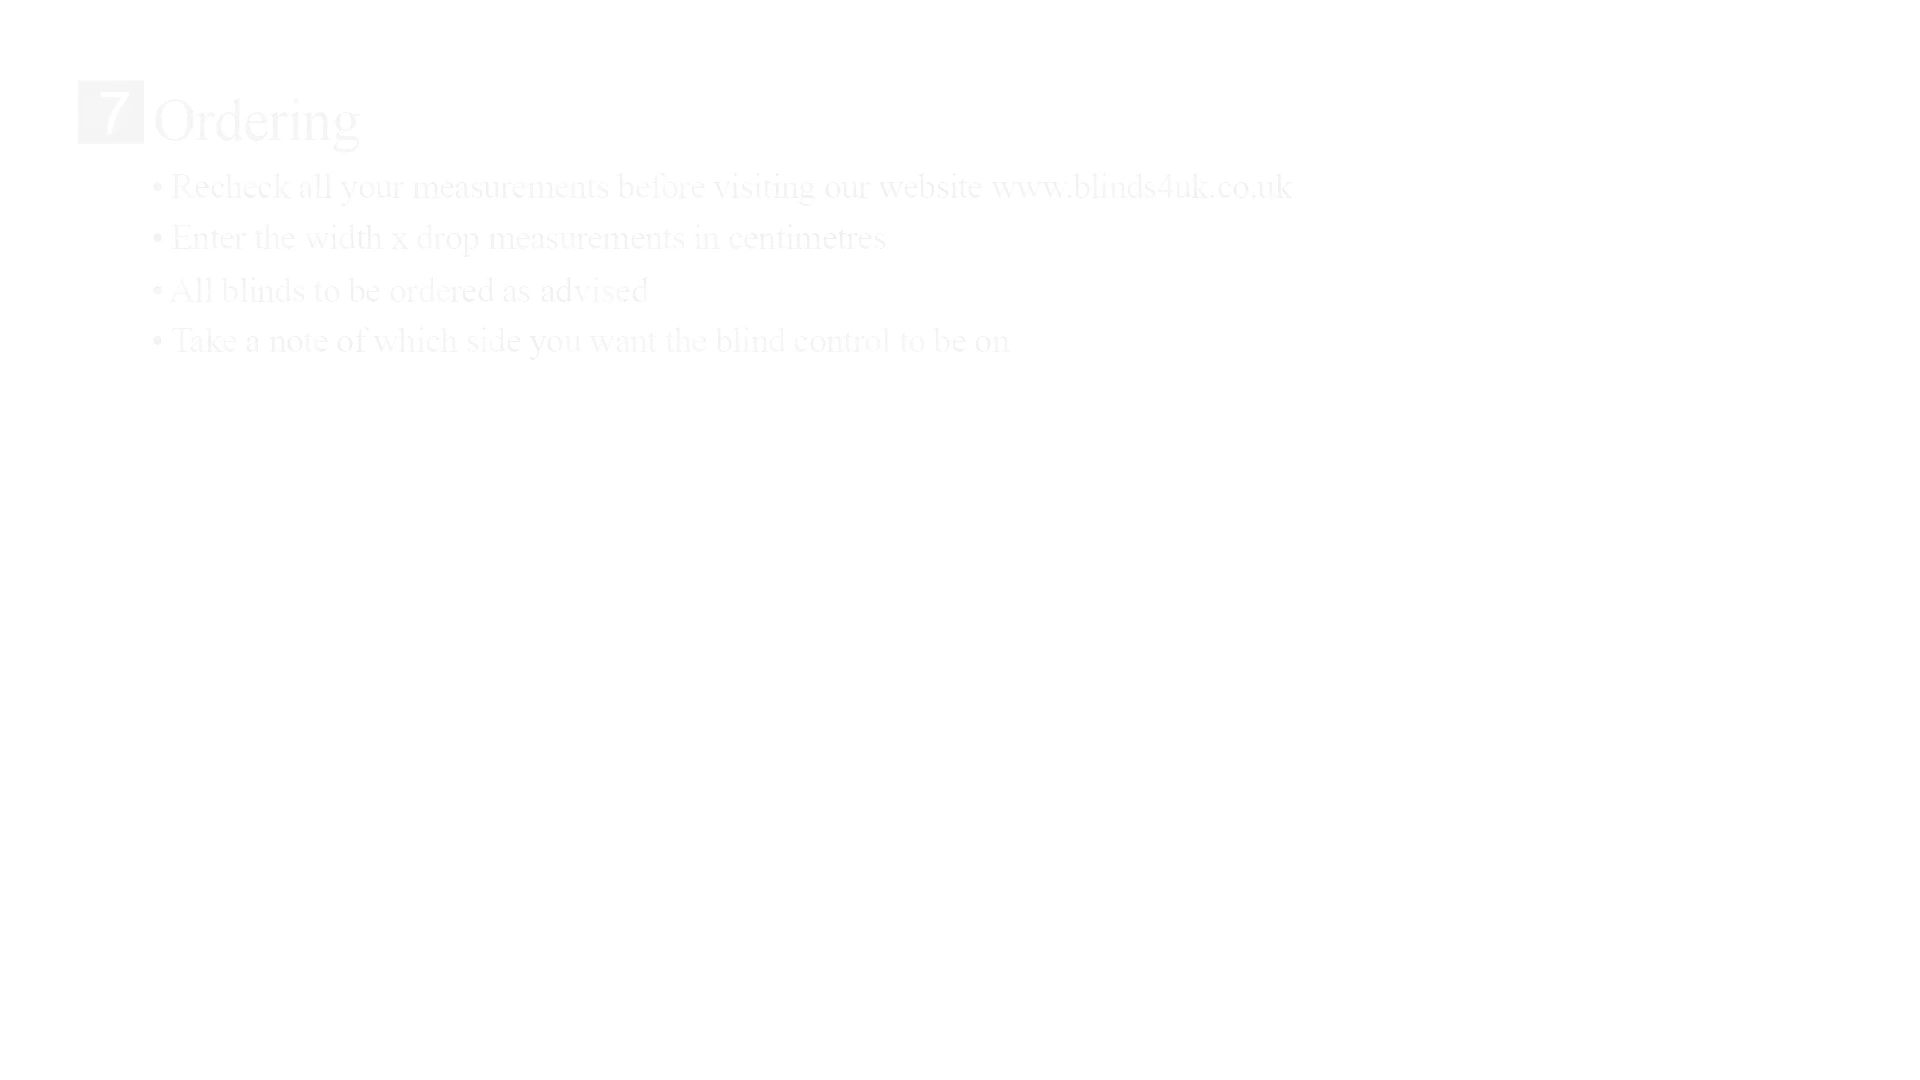 7 Ordering
• Recheck all your measurements before visiting our website www.blinds4uk.co.uk
• Enter the width x drop measurements in centimetres
• All blinds to be ordered as advised
• Take a note of which side you want the blind control to be on